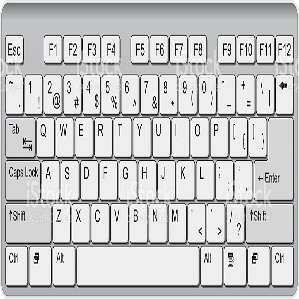 Esc F1 F2 F3 F4 F5 F6 F7 F8 F9 F10 F11 F12
~ ` ! 1 @ 2 # 3 $ 4 % 5 ^ 6 & 7 * 8 ( 9 ) 0 _ - + = | \
Tab Q W E R T Y U I O P { [ } ]
Caps Lock A S D F G H J K L : ; " ' Enter
Shift Z X C V B N M < , > . ? / Shift
Ctrl Alt Alt Ctrl
iStock